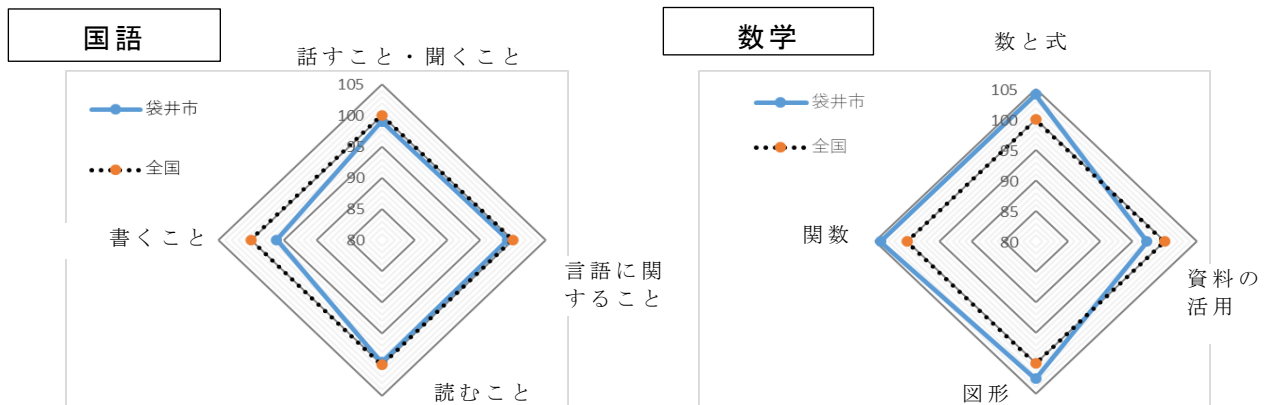 国語
話すこと・聞くこと
袋井市
全国
105
100
95
90
85
80
書くこと
言語に関
すること
読むこと
数学
数と式
袋井市
全国
105
100
95
90
85
80
関数
資料の
活用
図形